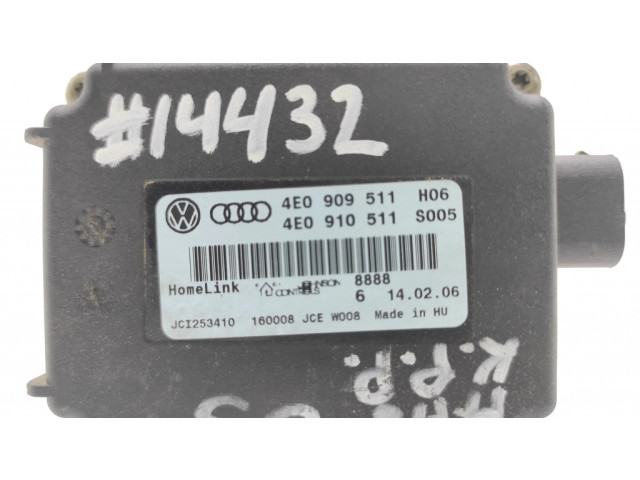 #14432
4E0 909 511 H06
4E0 910 511 S005
HomeLink JOHNSON CONTROLS 8888
6 14.02.06
JCI253410 160008 JCE W008 Made in HU